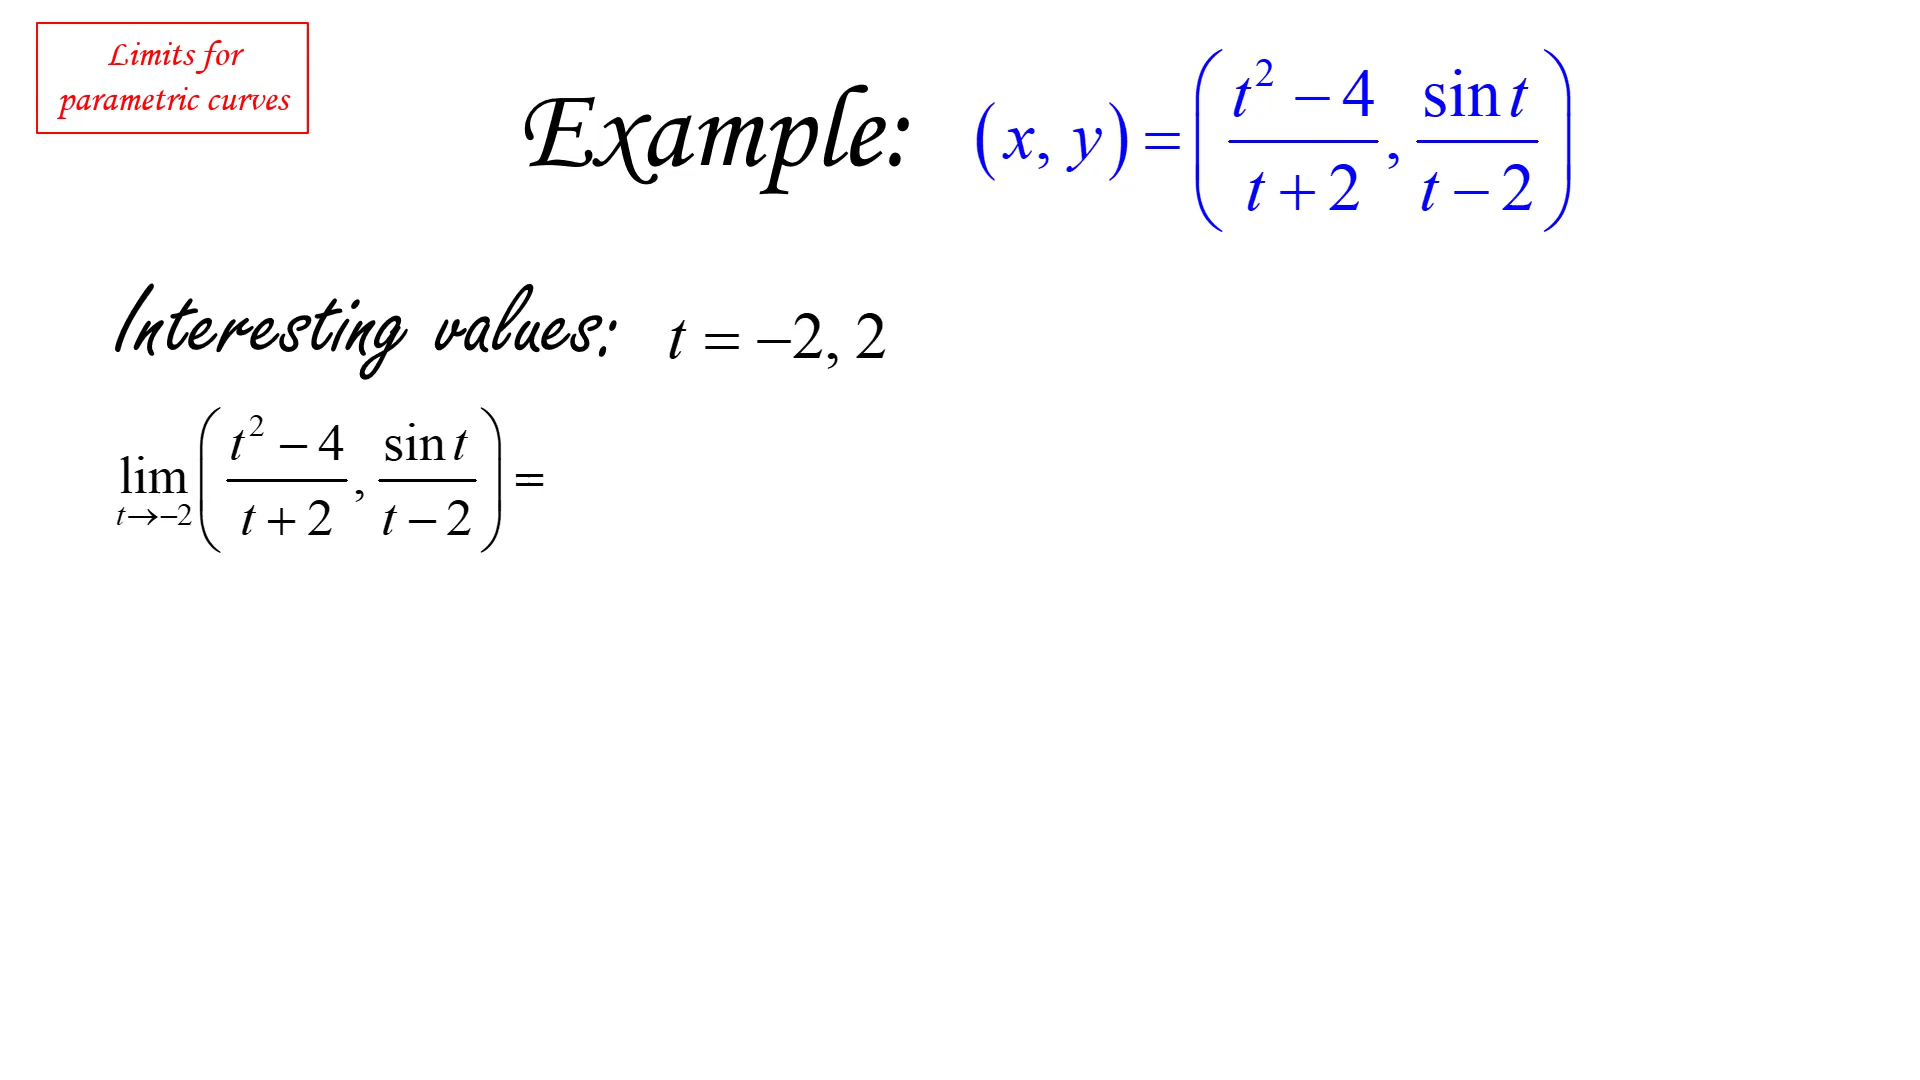 Limits for
parametric curves
Example: (x, y) = ( (t² − 4)/(t + 2), (sin t)/(t − 2) )
Interesting values: t = −2, 2
lim t→−2 ( (t² − 4)/(t + 2), (sin t)/(t − 2) ) =